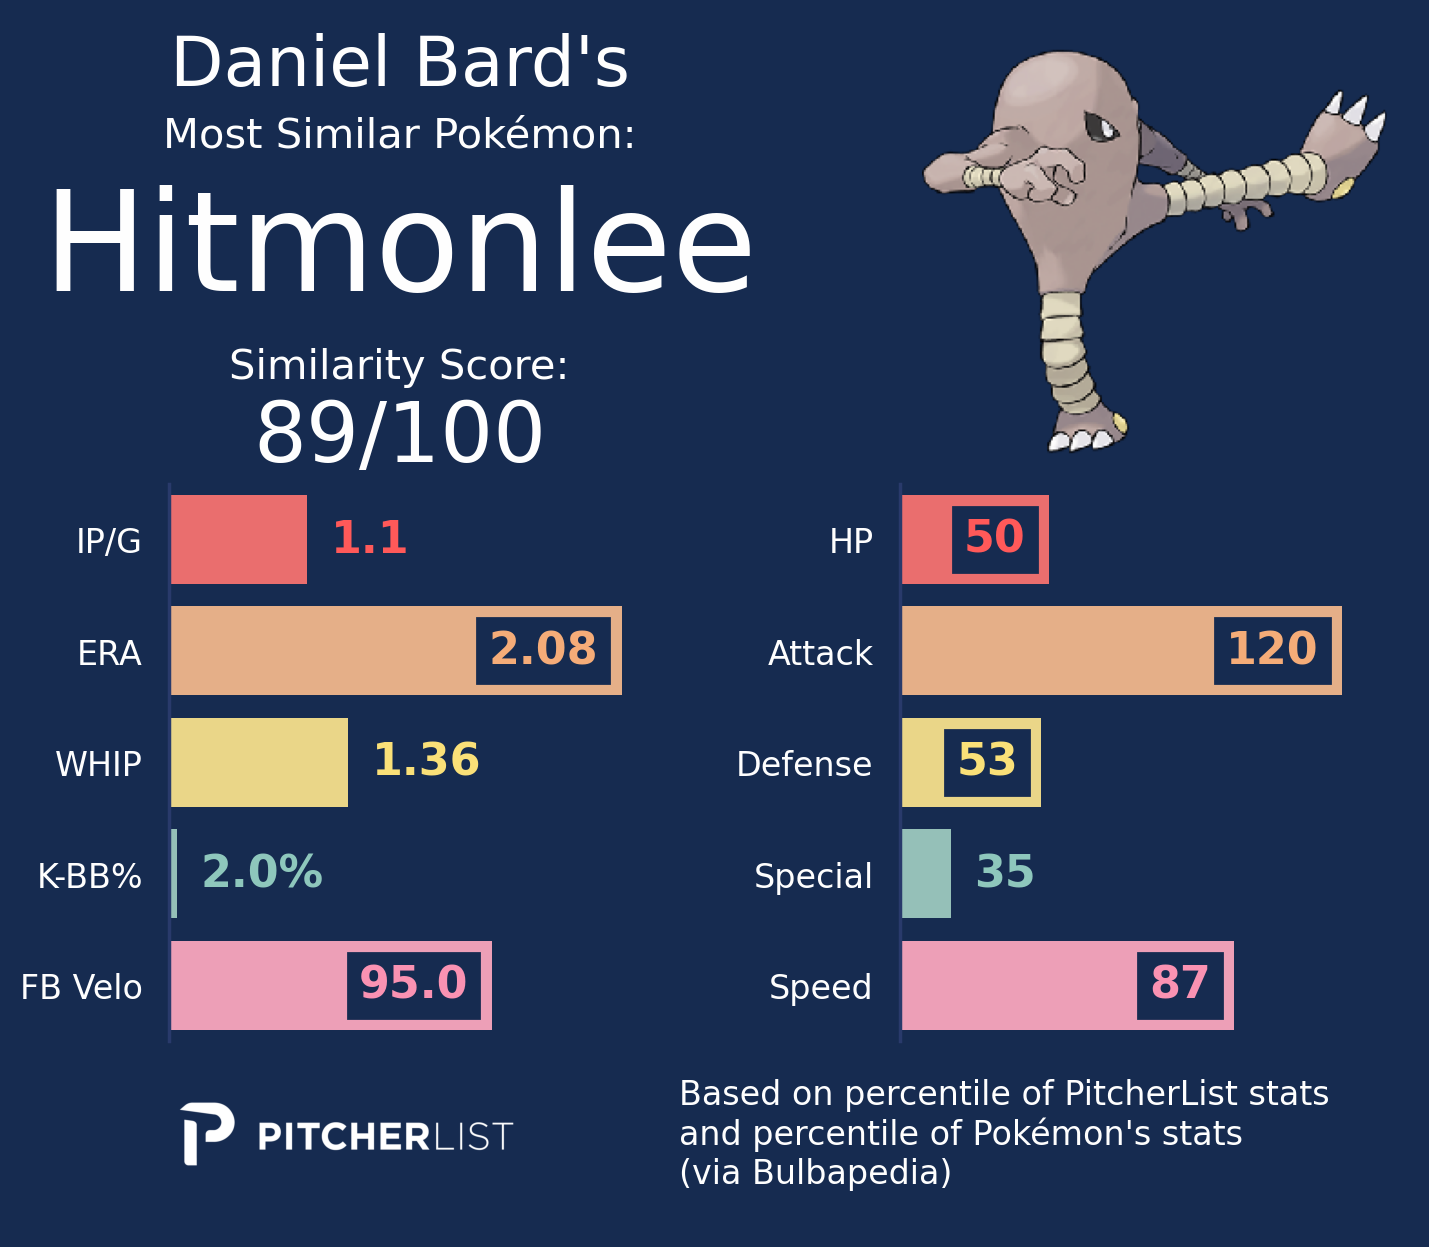 Daniel Bard's
Most Similar Pokémon:
Hitmonlee
Similarity Score:
89/100
IP/G 1.1
ERA 2.08
WHIP 1.36
K-BB% 2.0%
FB Velo 95.0
HP 50
Attack 120
Defense 53
Special 35
Speed 87
PITCHERLIST
Based on percentile of PitcherList stats
and percentile of Pokémon's stats
(via Bulbapedia)